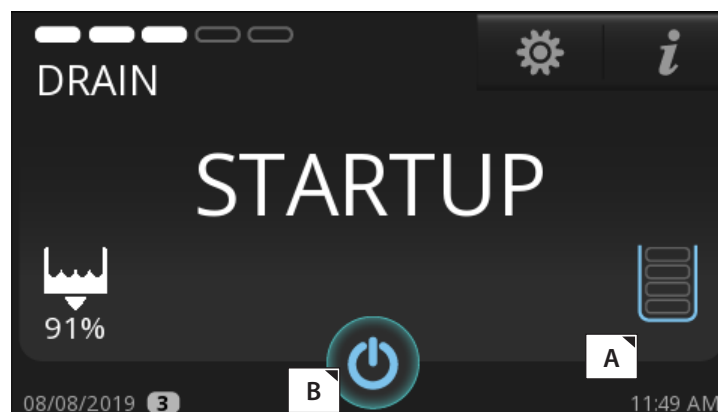 DRAIN
i
STARTUP
91%
A
B
08/08/2019 3
11:49 AM